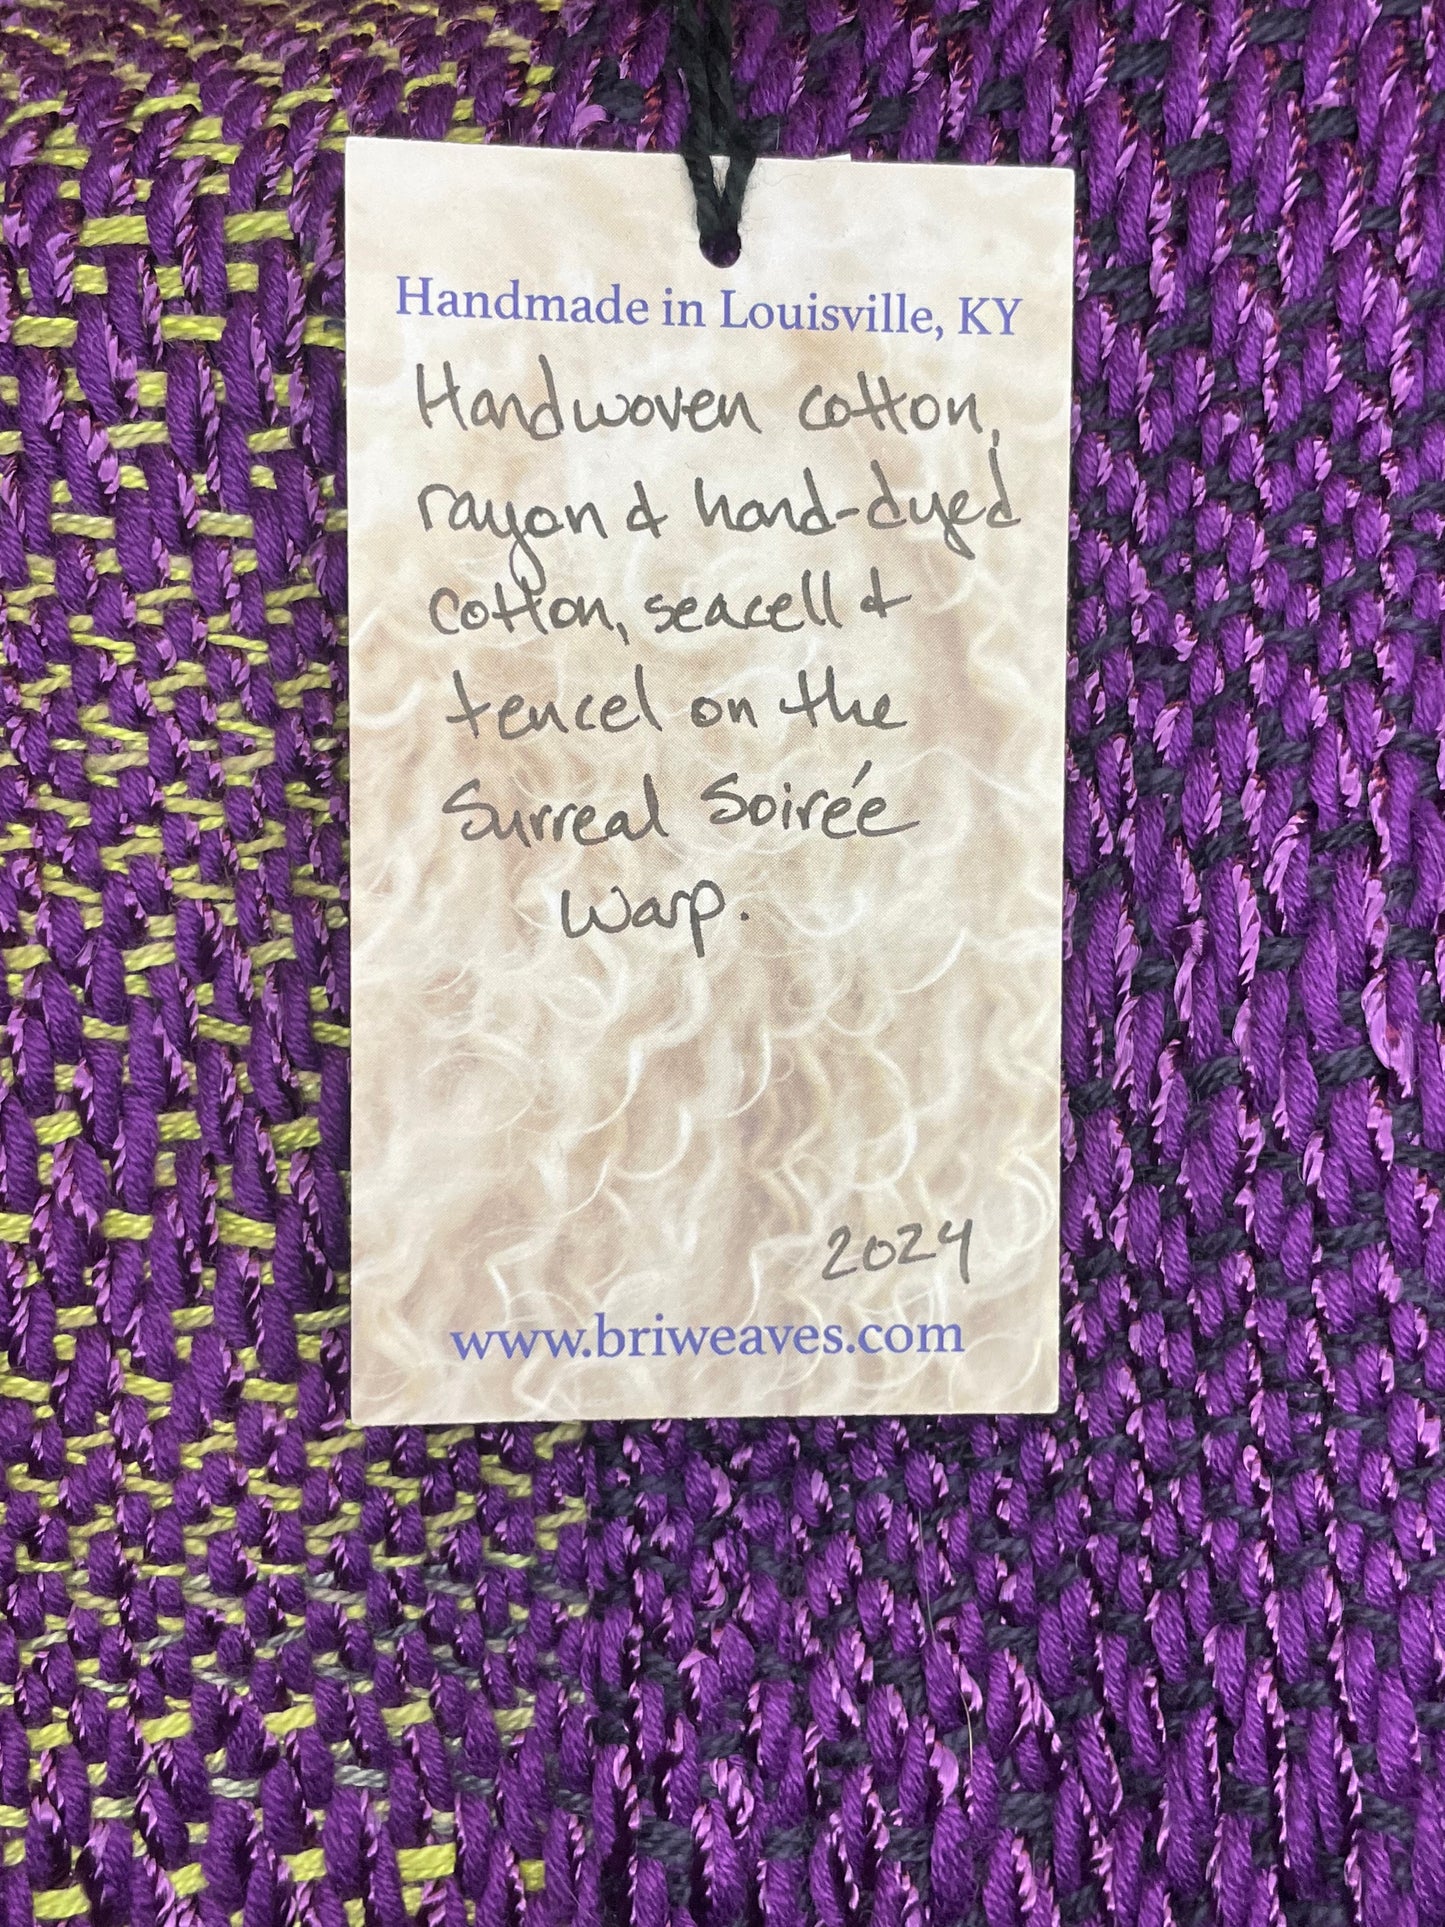 Handmade in Louisville, KY
Handwoven cotton,
rayon & hand-dyed
cotton, seacell &
tencel on the
Surreal Soirée
warp.
2024
www.briweaves.com